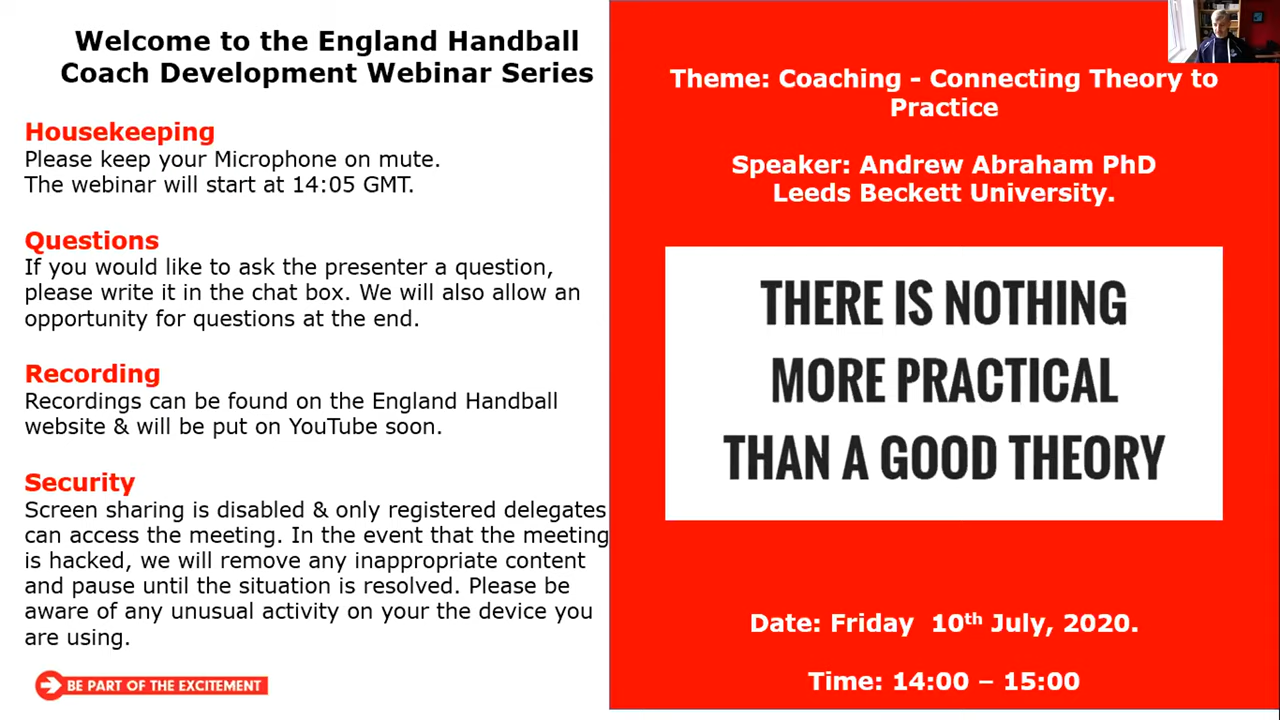 Welcome to the England Handball
Coach Development Webinar Series
Housekeeping
Please keep your Microphone on mute.
The webinar will start at 14:05 GMT.
Questions
If you would like to ask the presenter a question,
please write it in the chat box. We will also allow an
opportunity for questions at the end.
Recording
Recordings can be found on the England Handball
website & will be put on YouTube soon.
Security
Screen sharing is disabled & only registered delegates
can access the meeting. In the event that the meeting
is hacked, we will remove any inappropriate content
and pause until the situation is resolved. Please be
aware of any unusual activity on your the device you
are using.
BE PART OF THE EXCITEMENT
Theme: Coaching - Connecting Theory to
Practice
Speaker: Andrew Abraham PhD
Leeds Beckett University.
THERE IS NOTHING
MORE PRACTICAL
THAN A GOOD THEORY
Date: Friday 10th July, 2020.
Time: 14:00 – 15:00